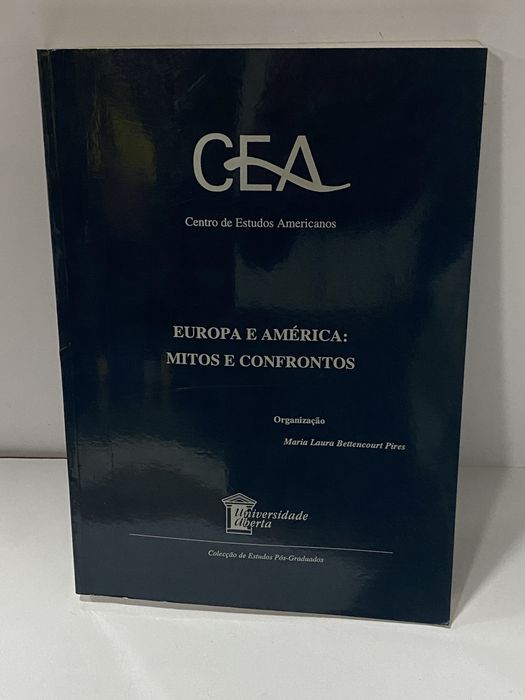 CEA
Centro de Estudos Americanos
EUROPA E AMÉRICA:
MITOS E CONFRONTOS
Organização
Maria Laura Bettencourt Pires
Universidade
Aberta
Colecção de Estudos Pós-Graduados